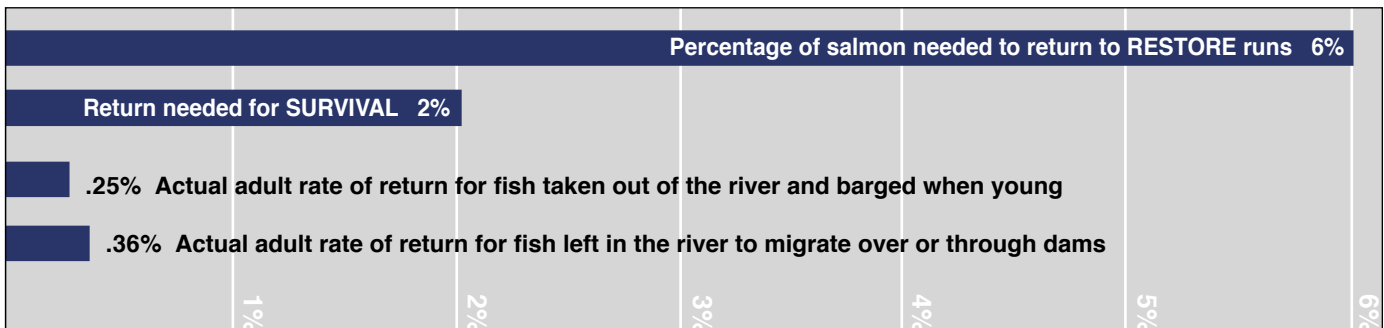 Percentage of salmon needed to return to RESTORE runs 6%
Return needed for SURVIVAL 2%
.25% Actual adult rate of return for fish taken out of the river and barged when young
.36% Actual adult rate of return for fish left in the river to migrate over or through dams
1%
2%
3%
4%
5%
6%